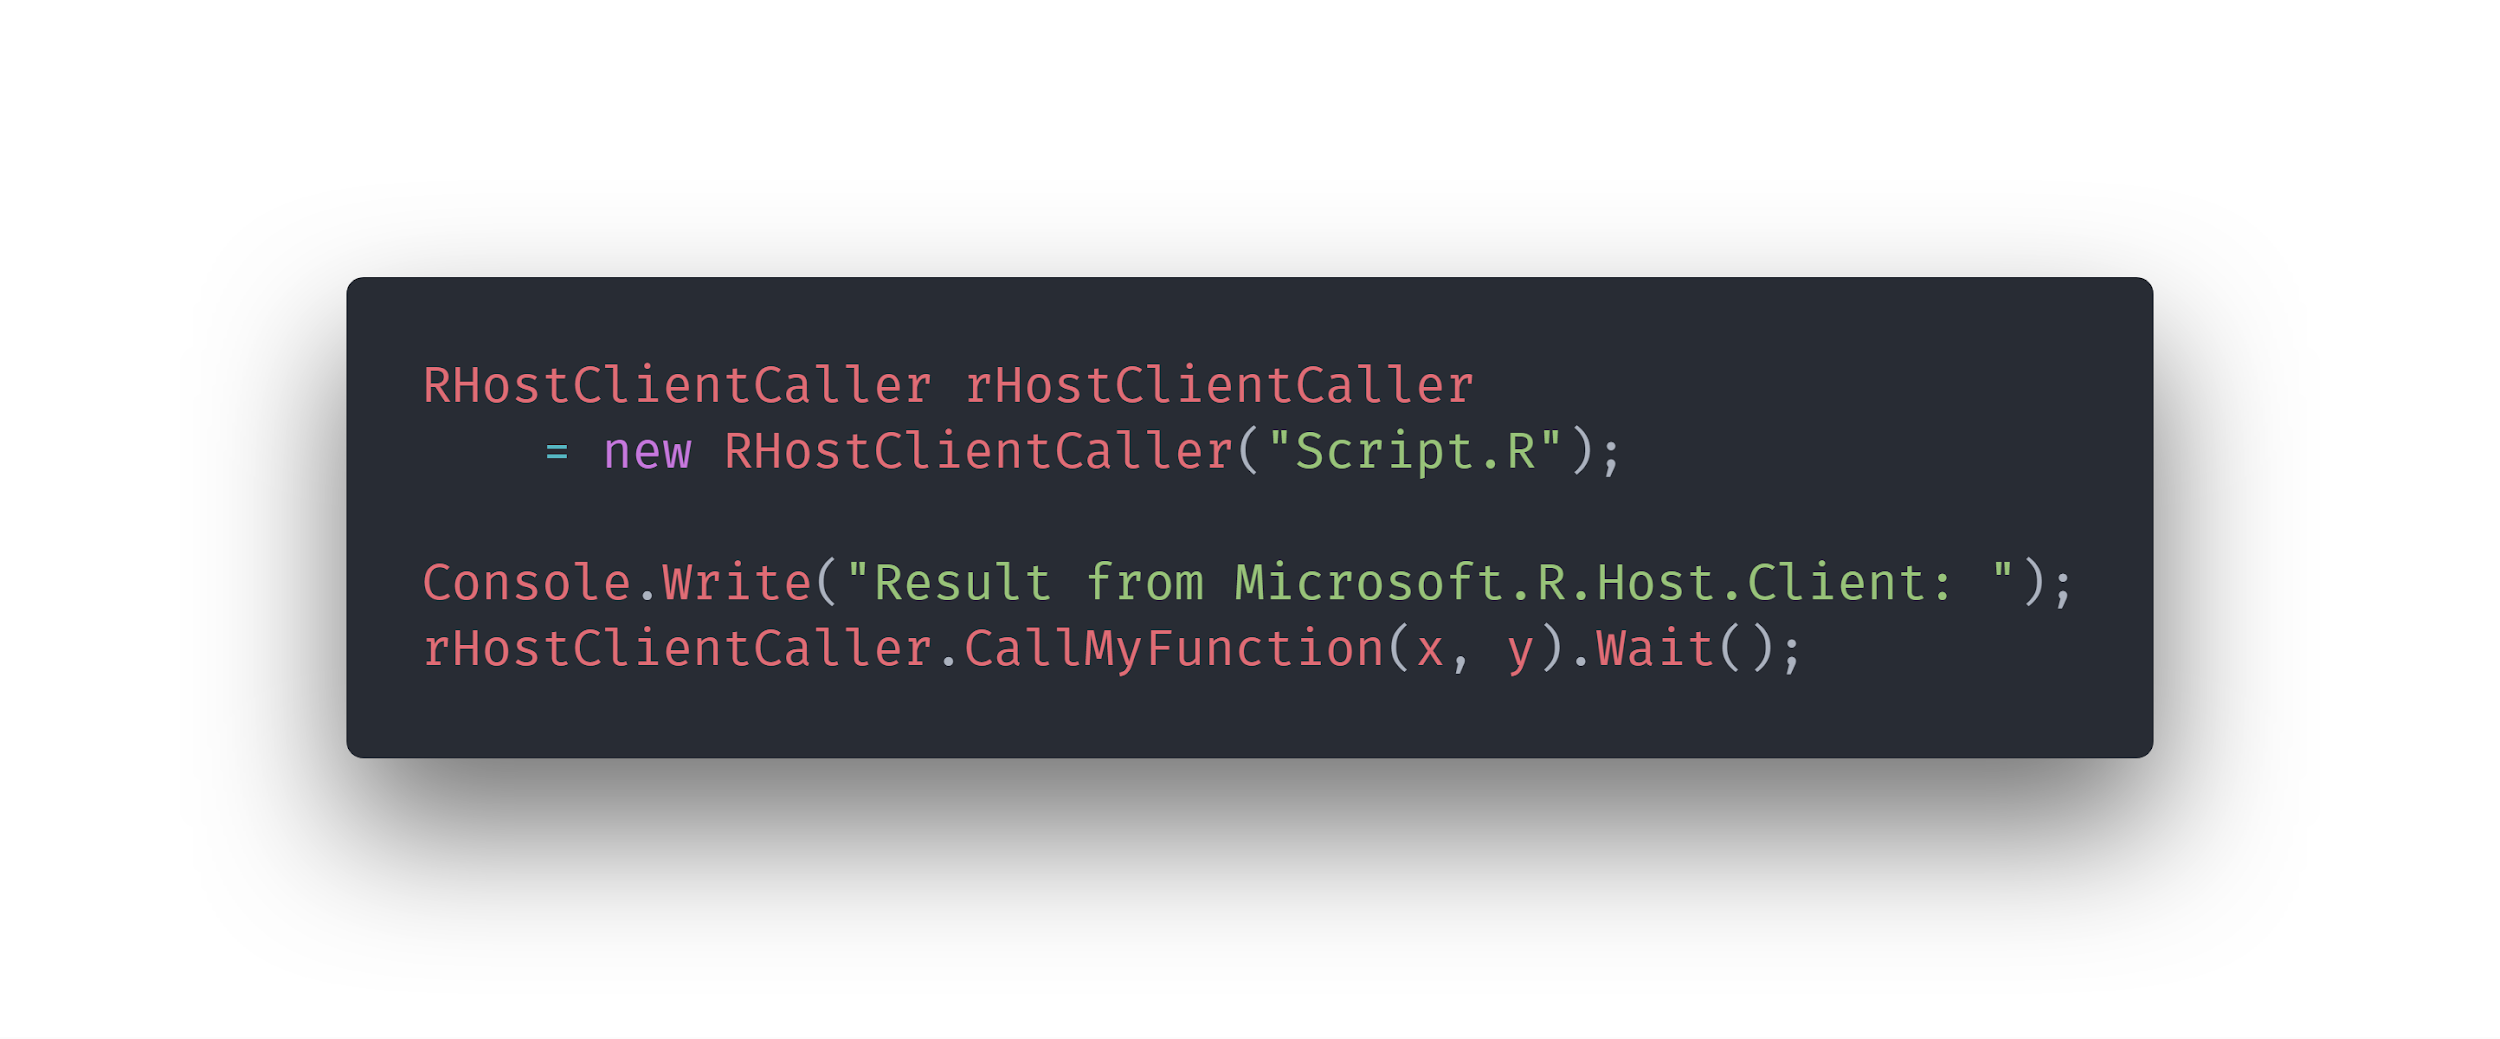 RHostClientCaller rHostClientCaller
    = new RHostClientCaller("Script.R");

Console.Write("Result from Microsoft.R.Host.Client: ");
rHostClientCaller.CallMyFunction(x, y).Wait();